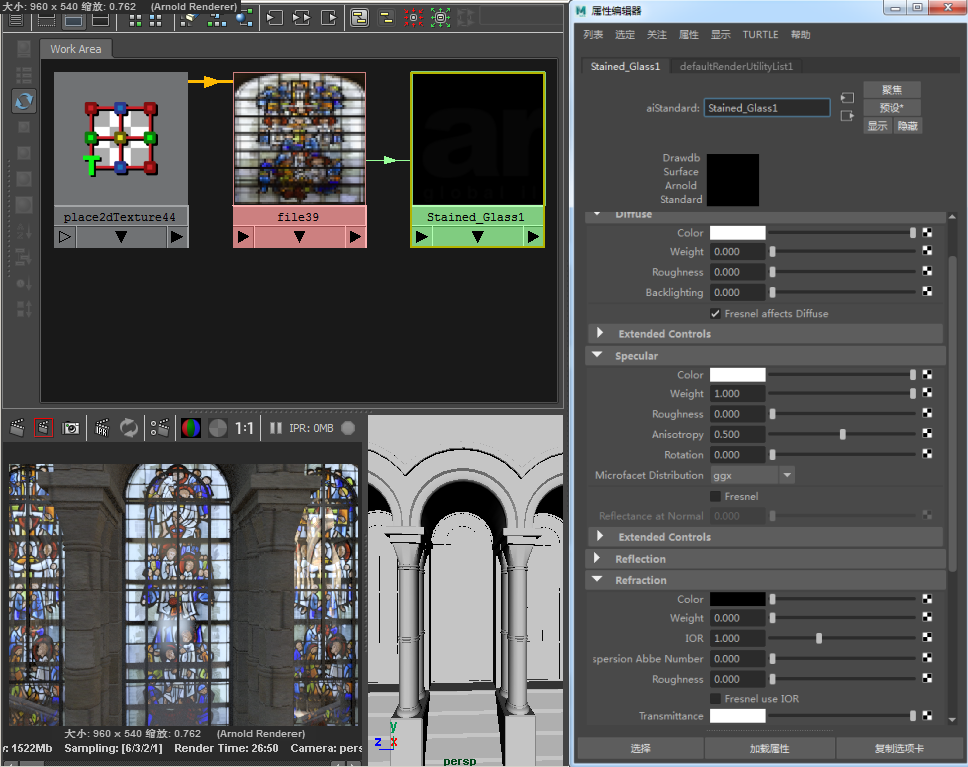 大小: 960 x 540 缩放: 0.762 (Arnold Renderer)
Work Area
place2dTexture44
file39
Stained_Glass1
1:1
IPR: 0MB
大小: 960 x 540 缩放: 0.762 (Arnold Renderer)
y: 1522Mb Sampling: [6/3/2/1] Render Time: 26:50 Camera: pers
y
z x
persp
属性编辑器
列表 选定 关注 属性 显示 TURTLE 帮助
Stained_Glass1 defaultRenderUtilityList1
aiStandard: Stained_Glass1
聚焦
预设*
显示 隐藏
Drawdb
Surface
Arnold
Standard
Diffuse
Color
Weight 0.000
Roughness 0.000
Backlighting 0.000
Fresnel affects Diffuse
Extended Controls
Specular
Color
Weight 1.000
Roughness 0.000
Anisotropy 0.500
Rotation 0.000
Microfacet Distribution ggx
Fresnel
Reflectance at Normal 0.000
Extended Controls
Reflection
Refraction
Color
Weight 0.000
IOR 1.000
spersion Abbe Number 0.000
Roughness 0.000
Fresnel use IOR
Transmittance
选择 加载属性 复制选项卡